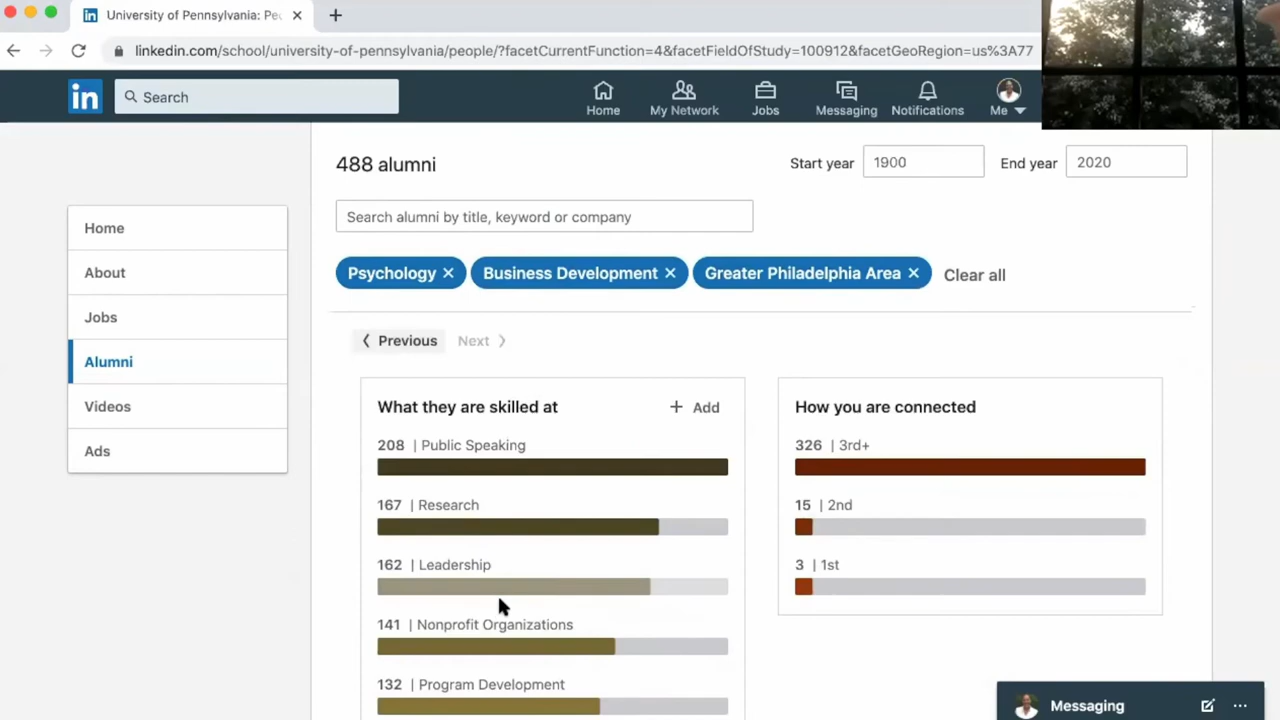 University of Pennsylvania: Pe
linkedin.com/school/university-of-pennsylvania/people/?facetCurrentFunction=4&facetFieldOfStudy=100912&facetGeoRegion=us%3A77
in
Search
Home
My Network
Jobs
Messaging
Notifications
Me
488 alumni
Start year
1900
End year
2020
Home
About
Jobs
Alumni
Videos
Ads
Search alumni by title, keyword or company
Psychology
Business Development
Greater Philadelphia Area
Clear all
Previous
Next
What they are skilled at
+ Add
208 | Public Speaking
167 | Research
162 | Leadership
141 | Nonprofit Organizations
132 | Program Development
How you are connected
326 | 3rd+
15 | 2nd
3 | 1st
Messaging